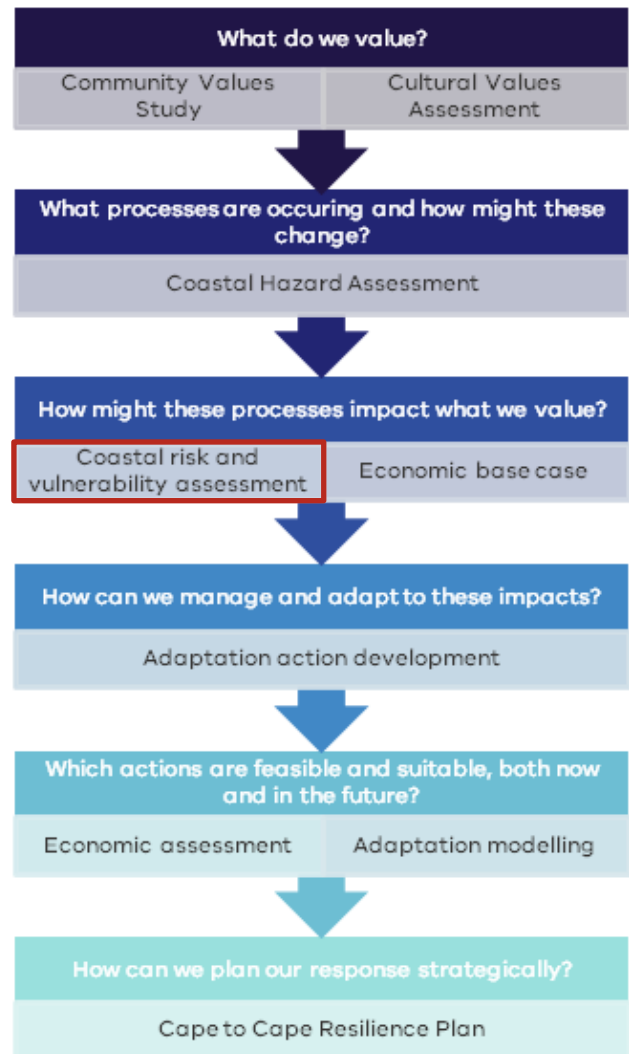 What do we value?
Community Values
Study
Cultural Values
Assessment
What processes are occuring and how might these
change?
Coastal Hazard Assessment
How might these processes impact what we value?
Coastal risk and
vulnerability assessment
Economic base case
How can we manage and adapt to these impacts?
Adaptation action development
Which actions are feasible and suitable, both now
and in the future?
Economic assessment
Adaptation modelling
How can we plan our response strategically?
Cape to Cape Resilience Plan